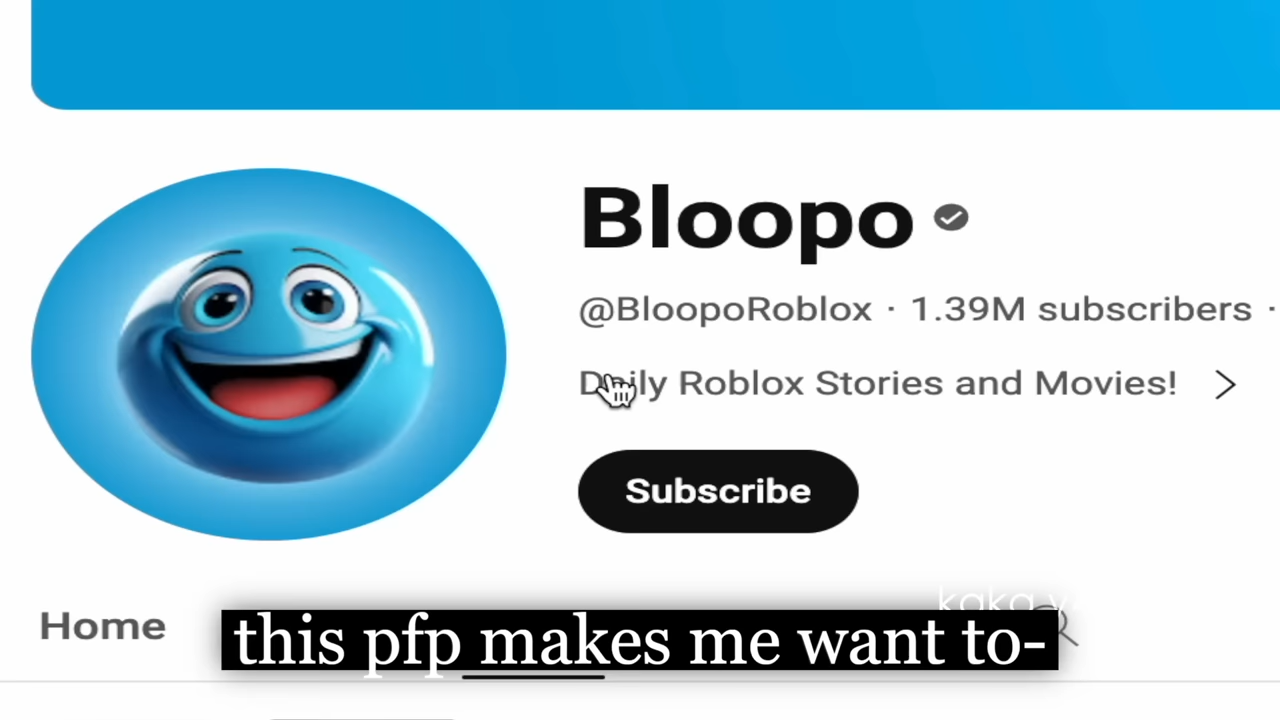 Bloopo
@BloopoRoblox · 1.39M subscribers ·
Daily Roblox Stories and Movies!
Subscribe
Home
this pfp makes me want to-